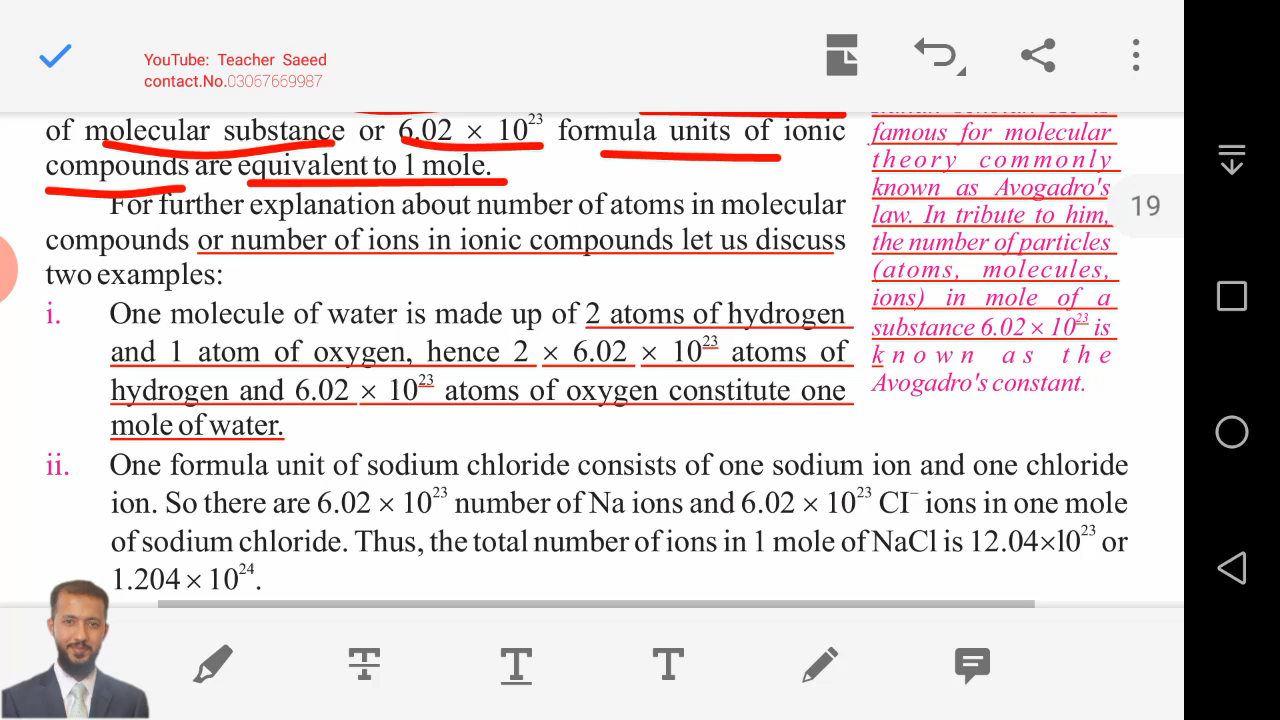 YouTube: Teacher Saeed
contact.No.03067669987
of molecular substance or 6.02 × 10²³ formula units of ionic
compounds are equivalent to 1 mole.
For further explanation about number of atoms in molecular
compounds or number of ions in ionic compounds let us discuss
two examples:
i. One molecule of water is made up of 2 atoms of hydrogen
and 1 atom of oxygen, hence 2 × 6.02 × 10²³ atoms of
hydrogen and 6.02 × 10²³ atoms of oxygen constitute one
mole of water.
ii. One formula unit of sodium chloride consists of one sodium ion and one chloride
ion. So there are 6.02 × 10²³ number of Na ions and 6.02 × 10²³ CI⁻ ions in one mole
of sodium chloride. Thus, the total number of ions in 1 mole of NaCl is 12.04×10²³ or
1.204 × 10²⁴.
famous for molecular
theory commonly
known as Avogadro's
law. In tribute to him,
the number of particles
(atoms, molecules,
ions) in mole of a
substance 6.02 × 10²³ is
known as the
Avogadro's constant.
19